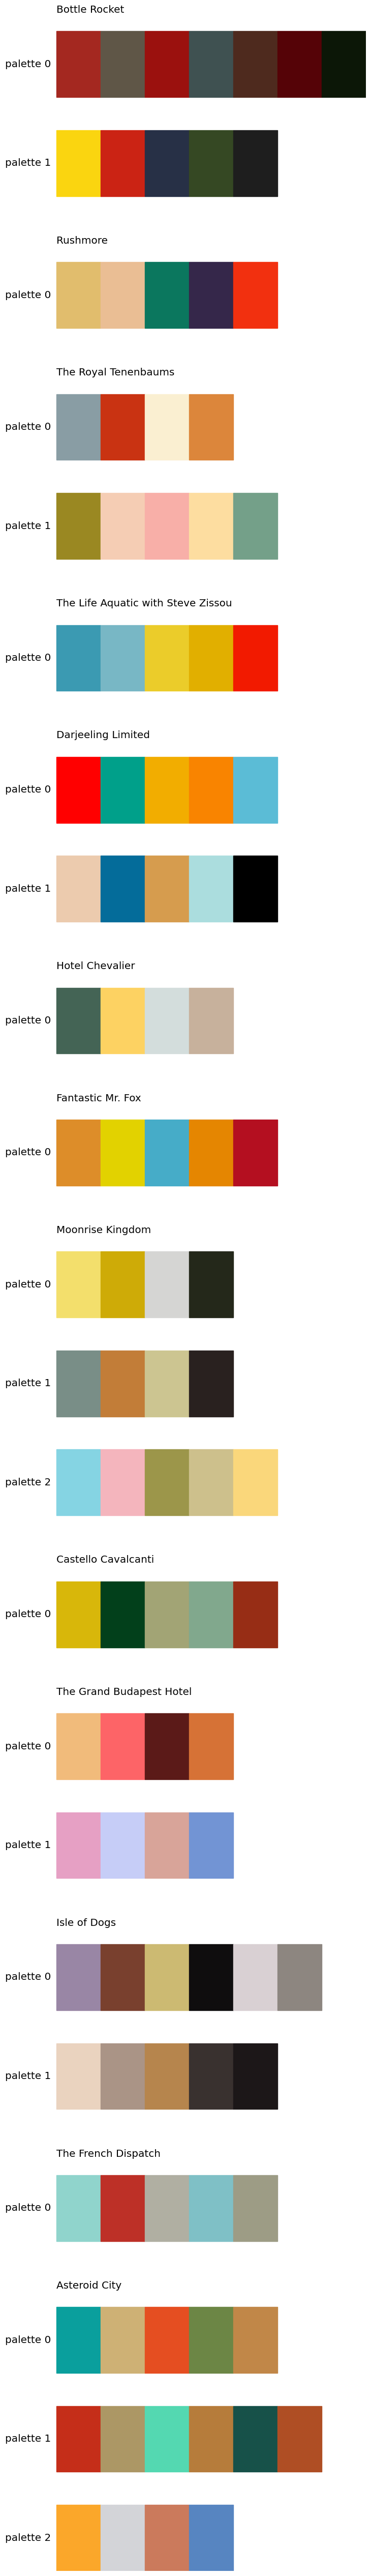 Bottle Rocket
palette 0
palette 1
Rushmore
palette 0
The Royal Tenenbaums
palette 0
palette 1
The Life Aquatic with Steve Zissou
palette 0
Darjeeling Limited
palette 0
palette 1
Hotel Chevalier
palette 0
Fantastic Mr. Fox
palette 0
Moonrise Kingdom
palette 0
palette 1
palette 2
Castello Cavalcanti
palette 0
The Grand Budapest Hotel
palette 0
palette 1
Isle of Dogs
palette 0
palette 1
The French Dispatch
palette 0
Asteroid City
palette 0
palette 1
palette 2